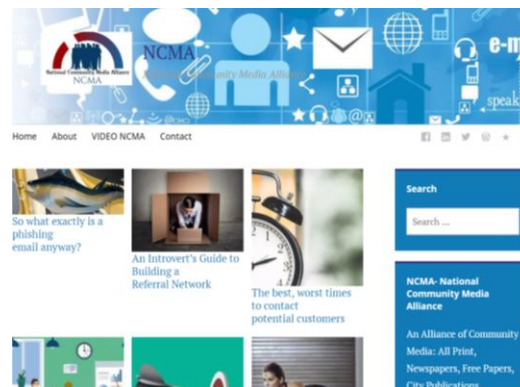 NCMA
National Community Media Alliance
NCMA
National Community Media Alliance
e-m
speak
Home About VIDEO NCMA Contact
So what exactly is a
phishing
email anyway?
An Introvert's Guide to
Building a
Referral Network
The best, worst times
to contact
potential customers
Search
Search ...
NCMA- National
Community Media
Alliance
An Alliance of Community
Media: All Print,
Newspapers, Free Papers,
City Publications